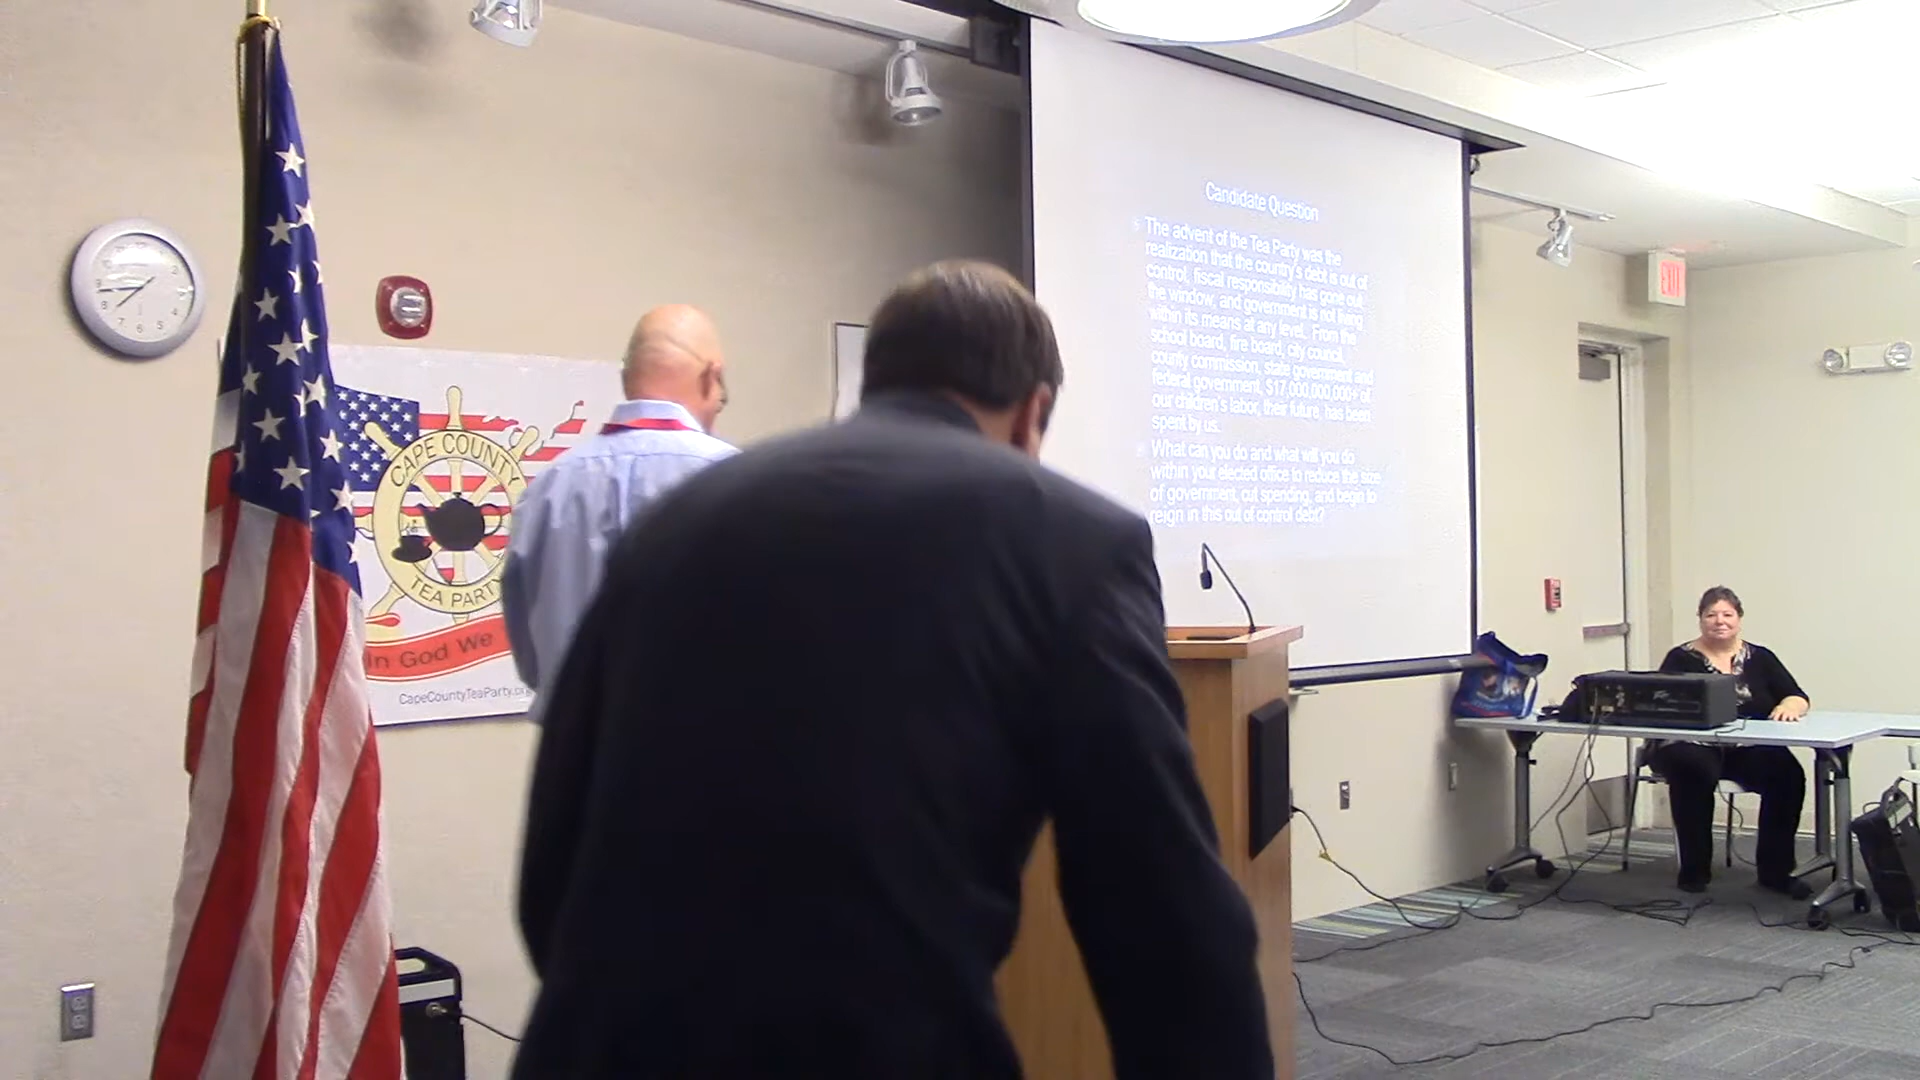 Candidate Question
The advent of the Tea Party was the
realization that the country's debt is out of
control, fiscal responsibility has gone out
the window, and government is not living
within its means at any level. From the
school board, fire board, city council,
county commission, state government and
federal government, $17,000,000,000+ of
our children's labor, their future, has been
spent by us.
What can you do and what will you do
within your elected office to reduce the size
of government, cut spending, and begin to
reign in this out of control debt?
CAPE COUNTY
TEA PARTY
In God We
CapeCountyTeaParty.org
EXIT